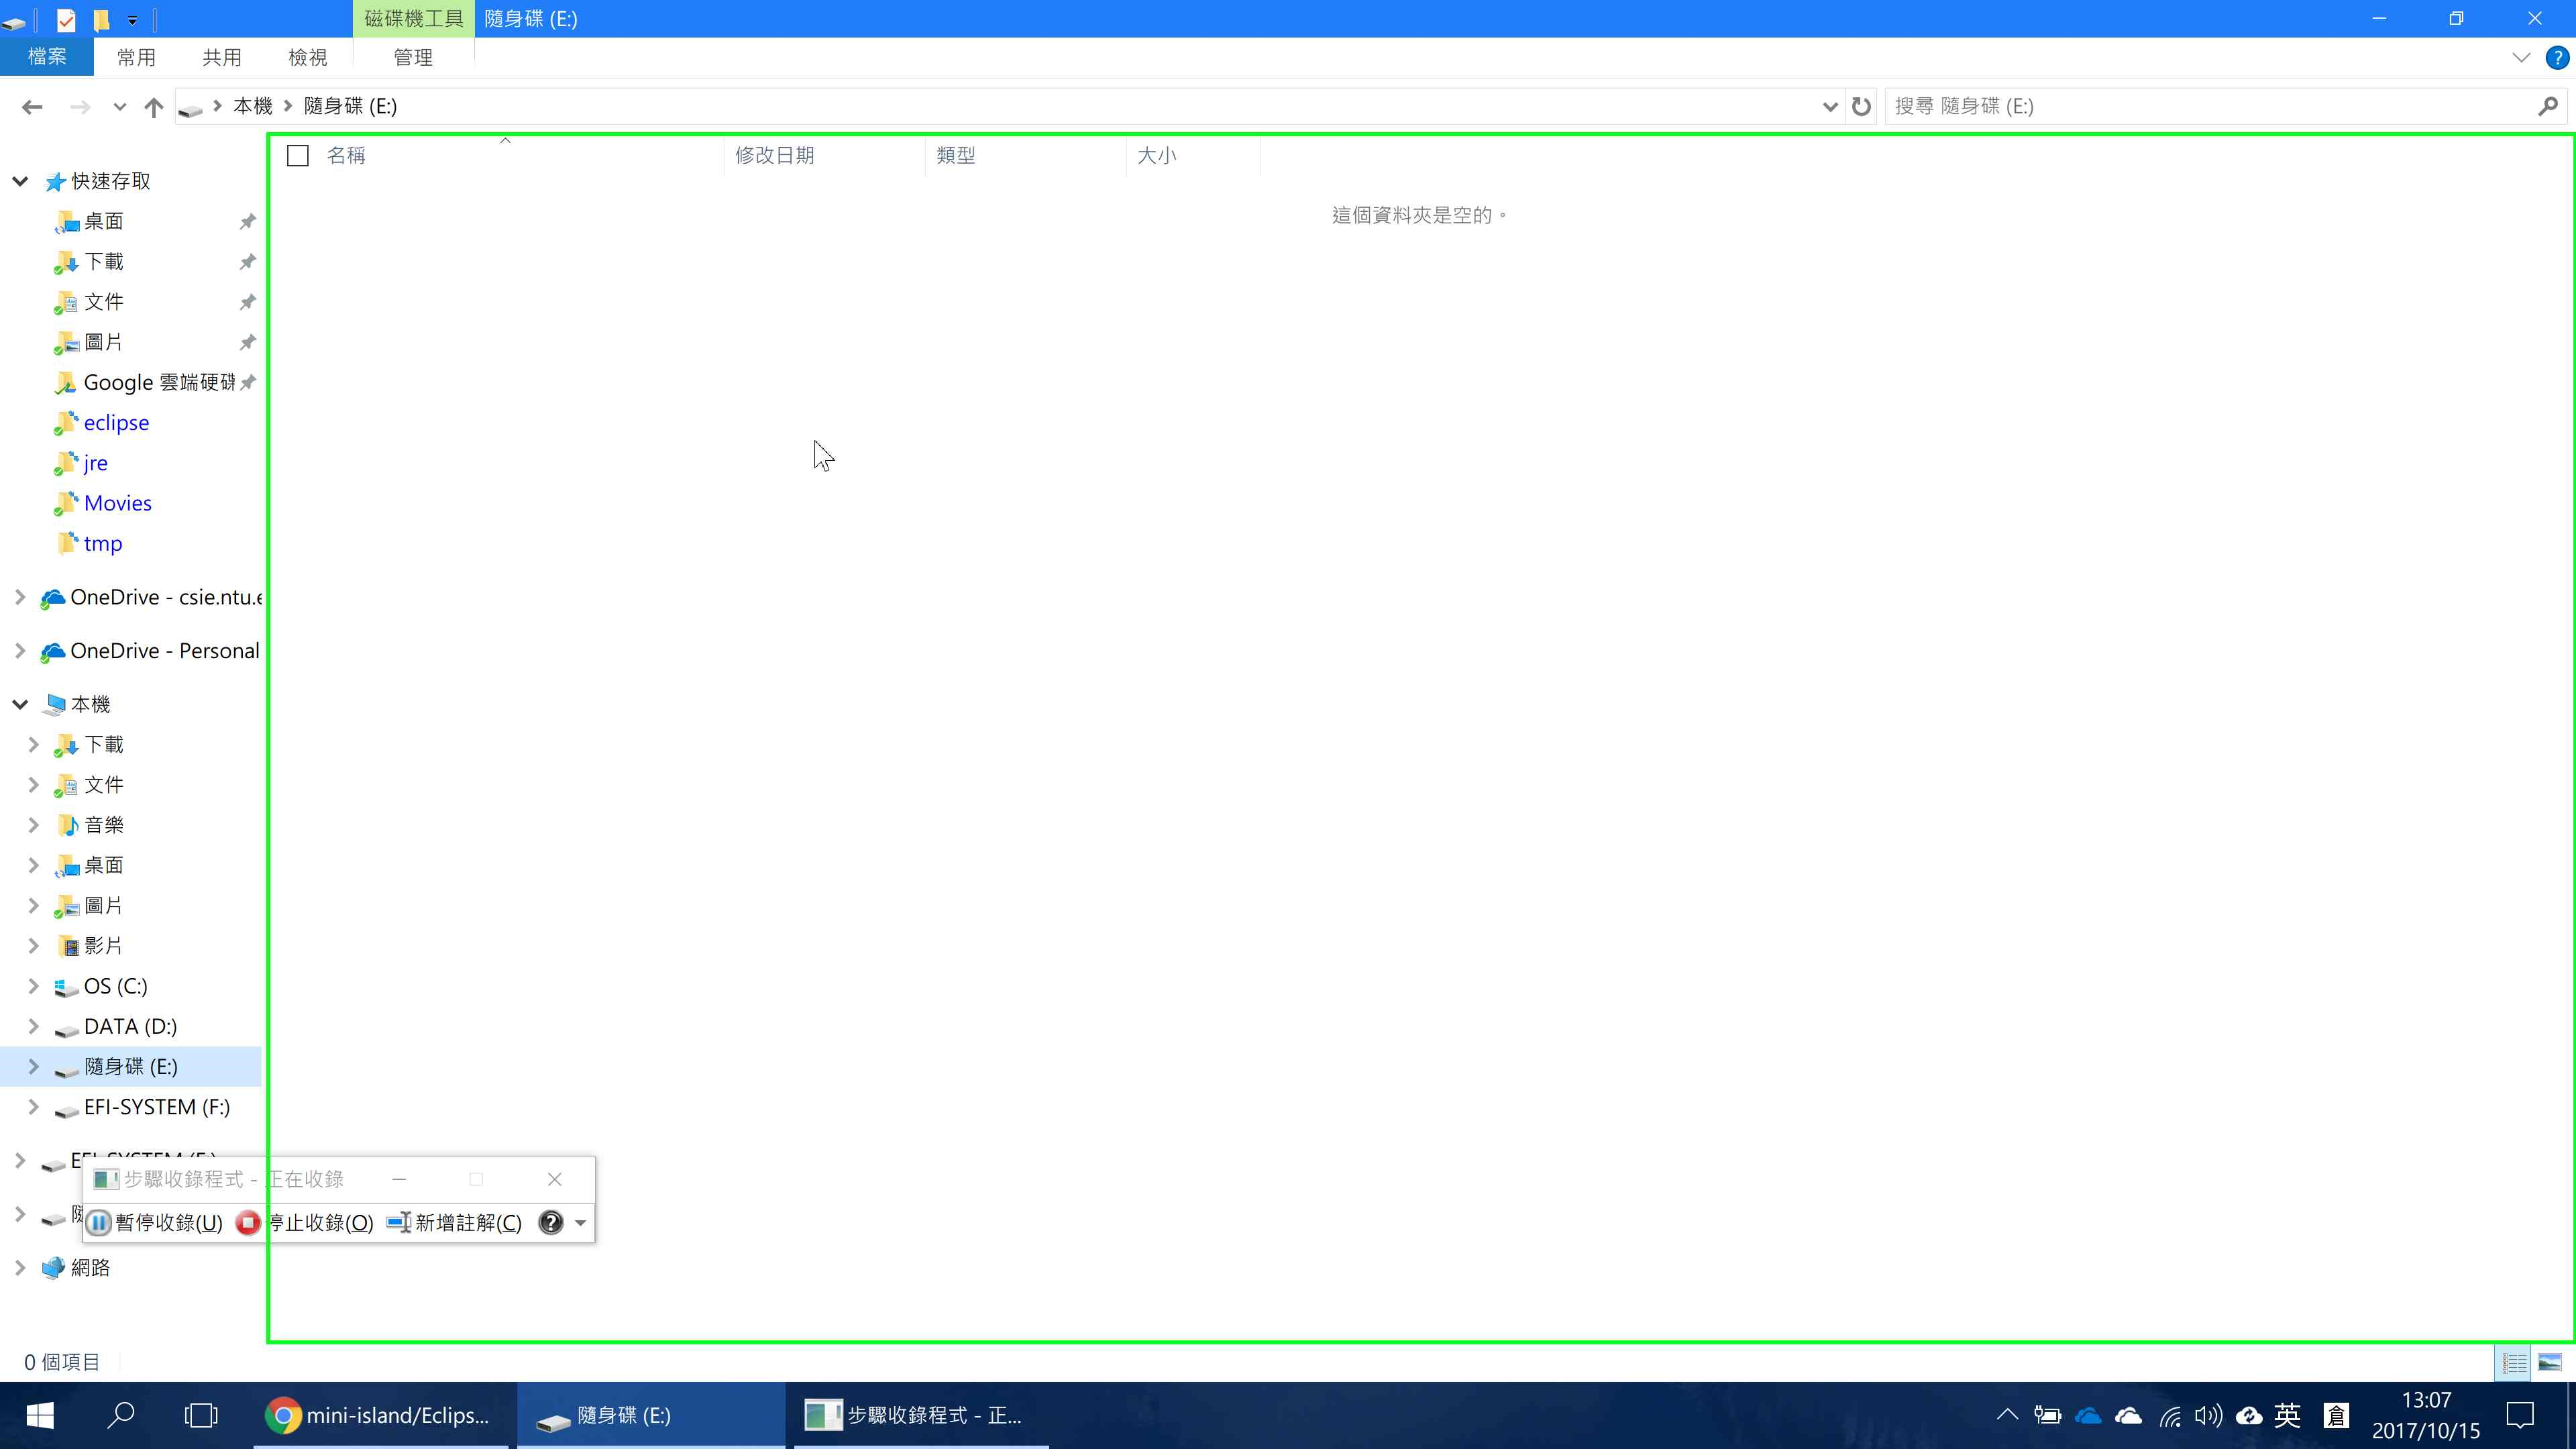 磁碟機工具 隨身碟 (E:)
檔案 常用 共用 檢視 管理
本機 隨身碟 (E:) 搜尋 隨身碟 (E:)
名稱 修改日期 類型 大小
這個資料夾是空的。
快速存取
桌面
下載
文件
圖片
Google 雲端硬碟
eclipse
jre
Movies
tmp
OneDrive - csie.ntu.e
OneDrive - Personal
本機
下載
文件
音樂
桌面
圖片
影片
OS (C:)
DATA (D:)
隨身碟 (E:)
EFI-SYSTEM (F:)
步驟收錄程式 - 正在收錄
暫停收錄(U) 停止收錄(O) 新增註解(C)
網路
0 個項目
mini-island/Eclips... 隨身碟 (E:) 步驟收錄程式 - 正... 英 倉 13:07
2017/10/15